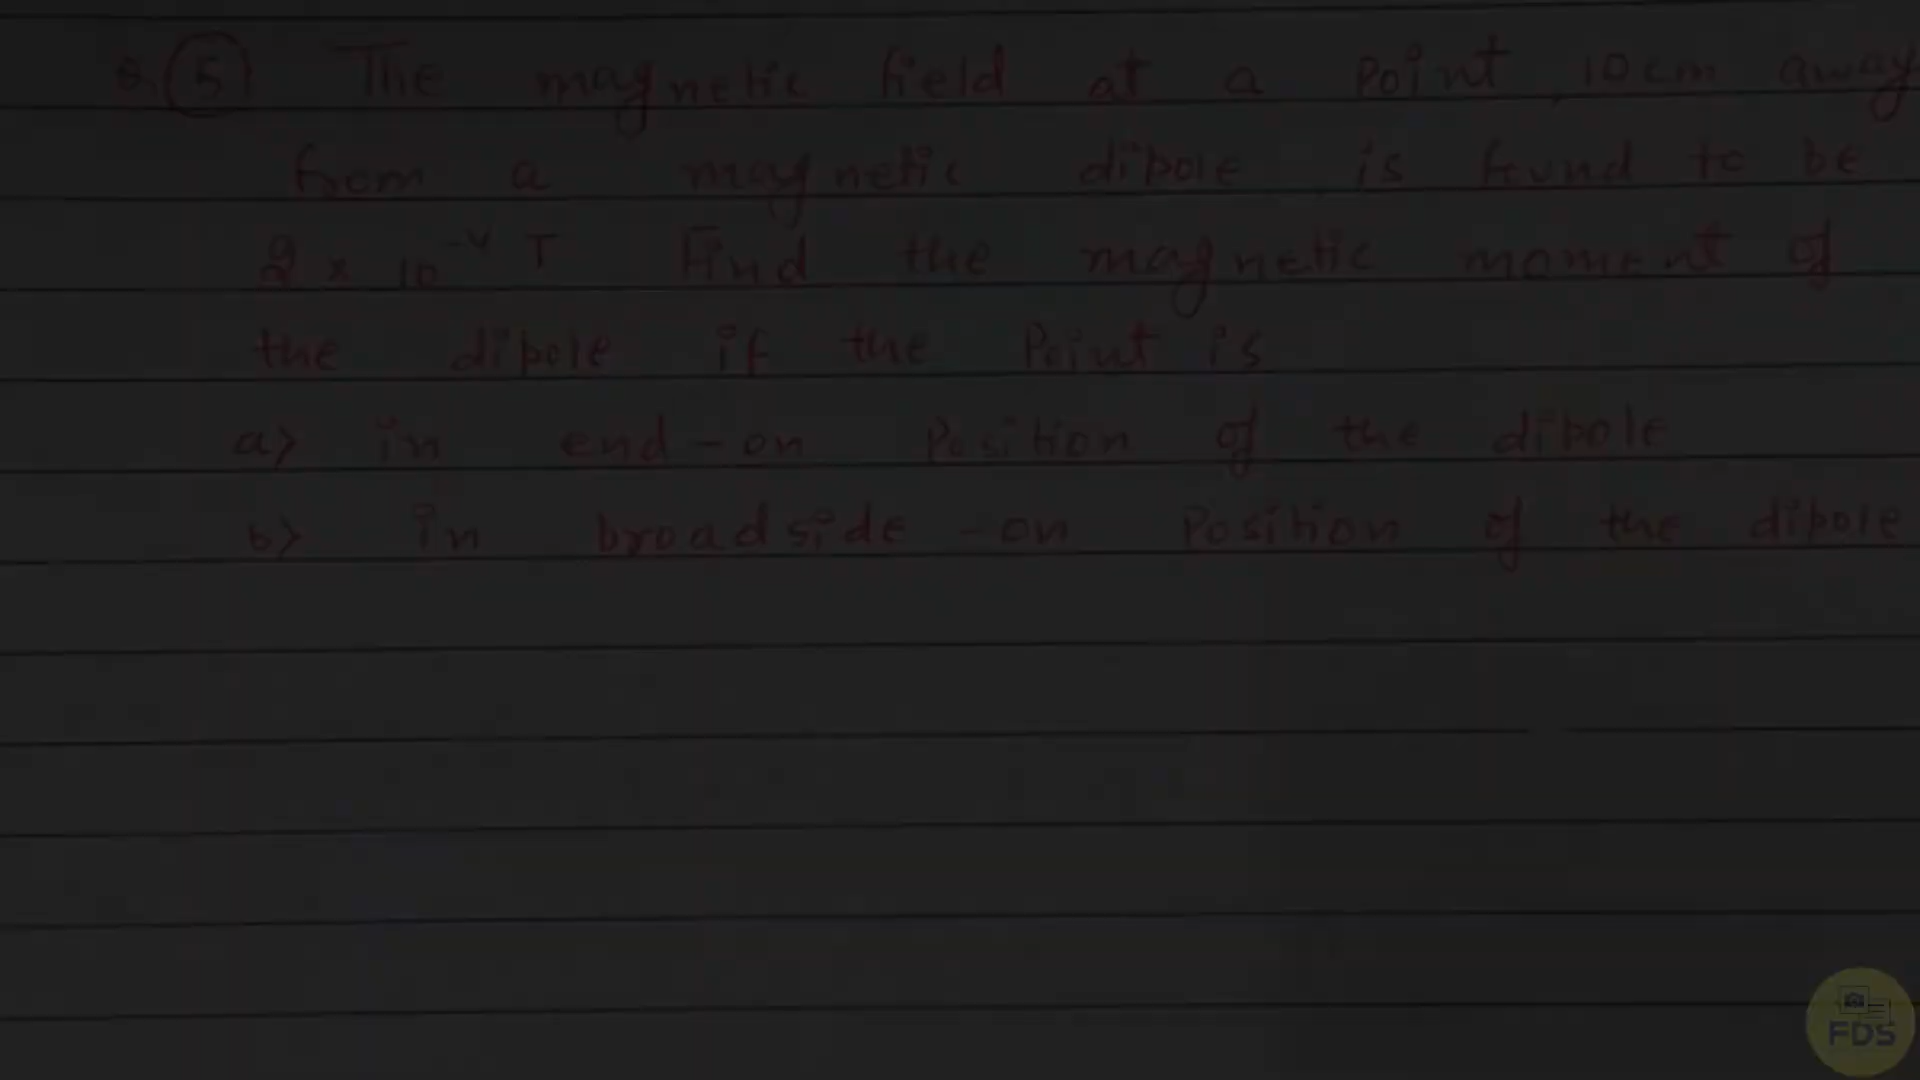 Q. 5 The magnetic field at a point 10cm away
from a magnetic dipole is found to be
2 × 10⁻⁴ T Find the magnetic moment of
the dipole if the point is
a) in end-on position of the dipole
b) in broadside-on position of the dipole
FDS